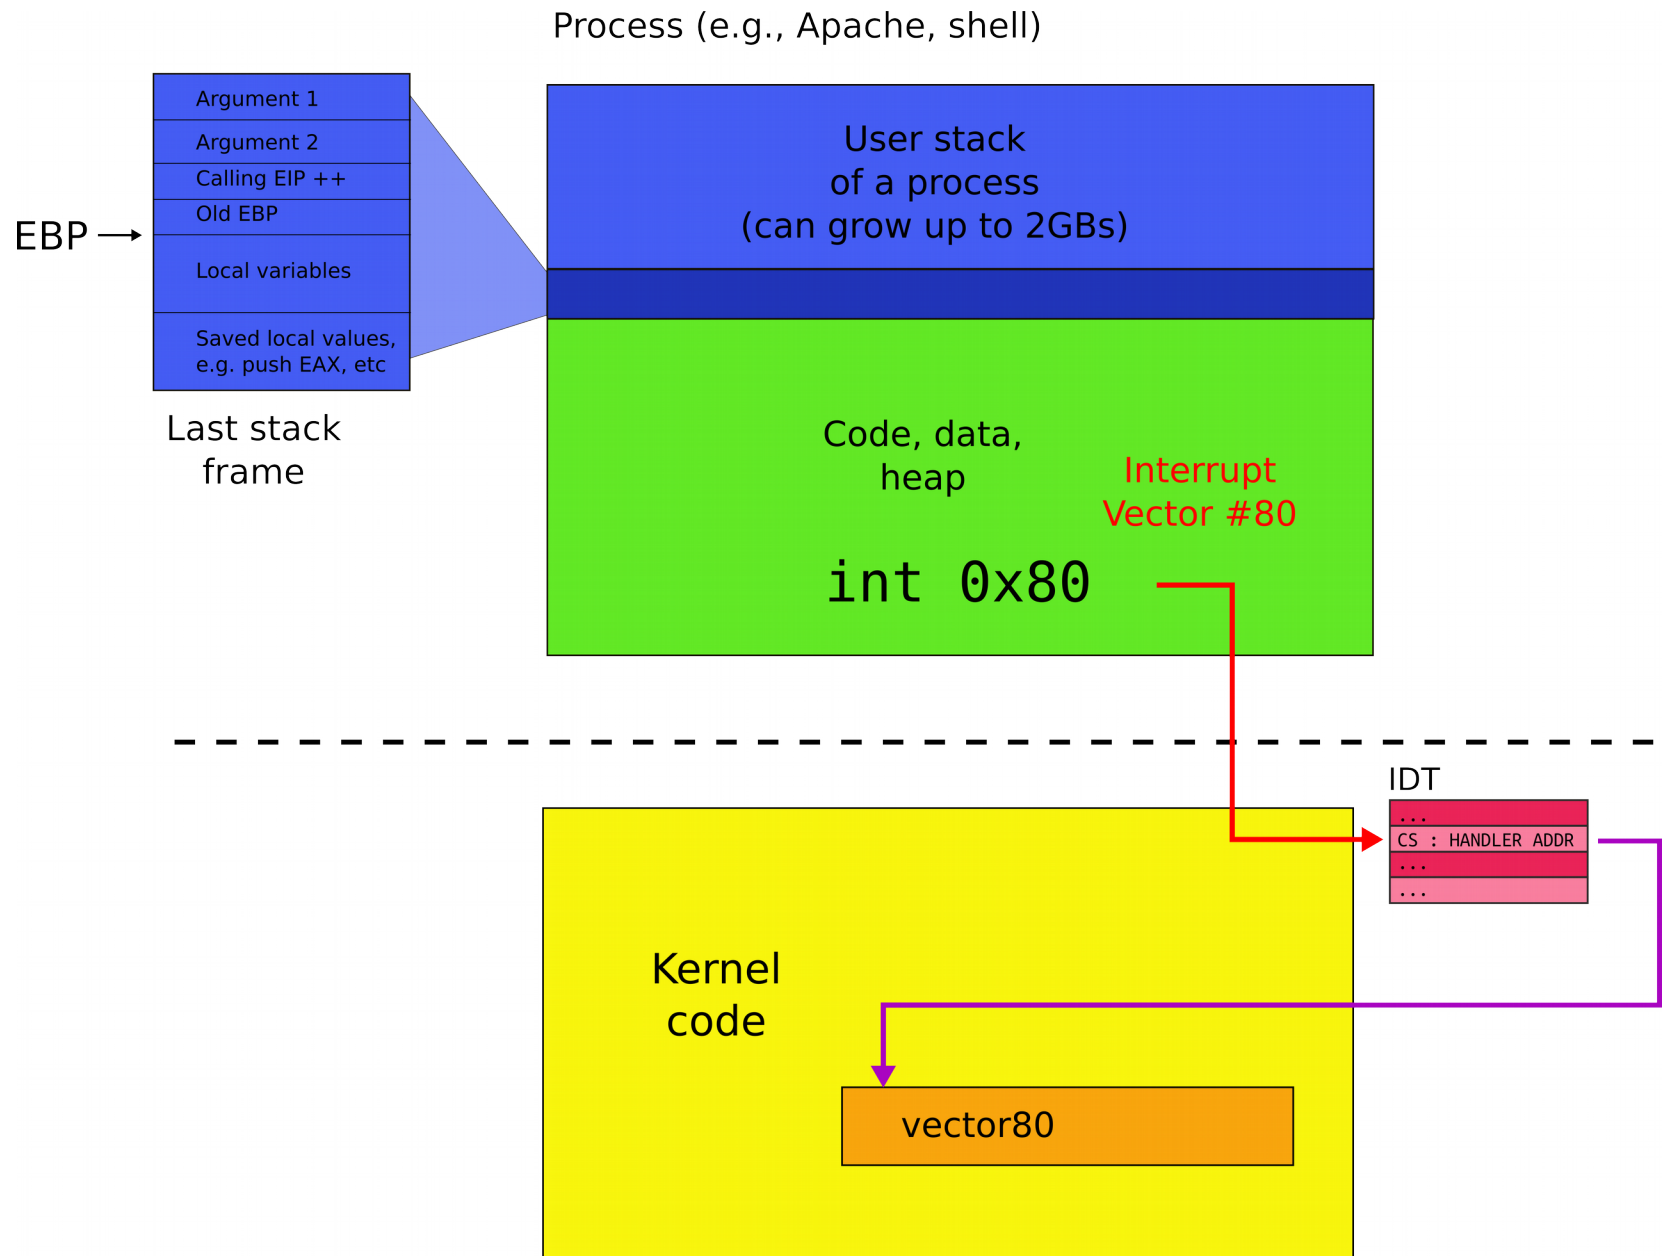 Process (e.g., Apache, shell)
Argument 1
Argument 2
Calling EIP ++
Old EBP
EBP
Local variables
Saved local values,
e.g. push EAX, etc
Last stack
frame
User stack
of a process
(can grow up to 2GBs)
Code, data,
heap
Interrupt
Vector #80
int 0x80
IDT
...
CS : HANDLER ADDR
...
...
Kernel
code
vector80